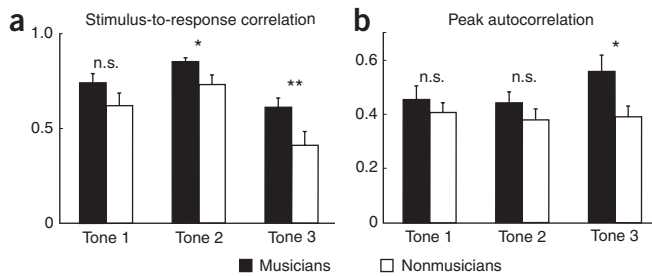 a Stimulus-to-response correlation
1.0
0.5
0
n.s.
*
**
Tone 1 Tone 2 Tone 3
b Peak autocorrelation
0.6
0.4
0.2
0
n.s.
n.s.
*
Tone 1 Tone 2 Tone 3
Musicians Nonmusicians